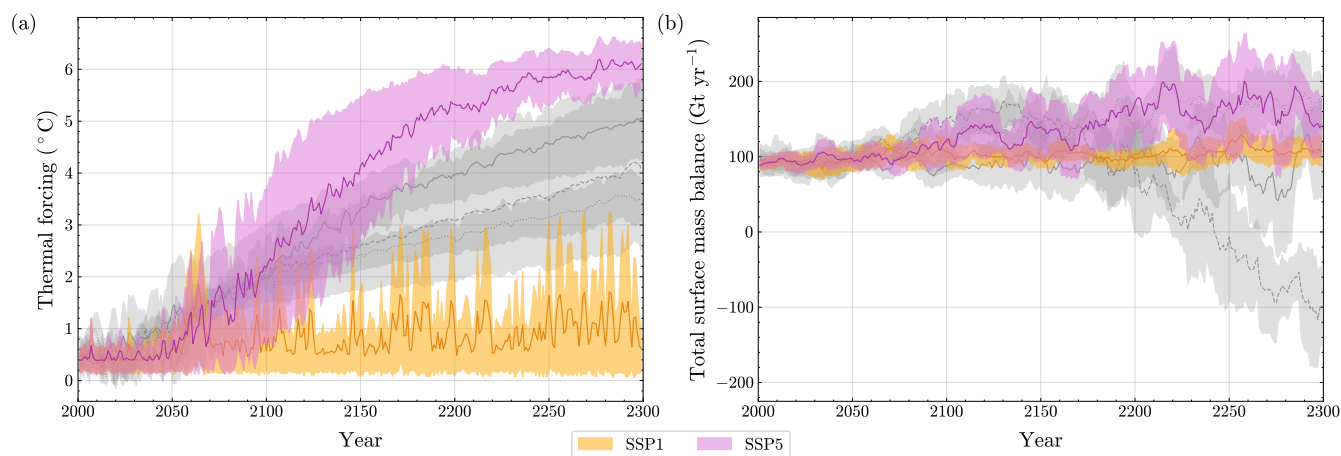 (a)
Thermal forcing (°C)
6
5
4
3
2
1
0
2000 2050 2100 2150 2200 2250 2300
Year
(b)
Total surface mass balance (Gt yr⁻¹)
200
100
0
−100
−200
2000 2050 2100 2150 2200 2250 2300
Year
SSP1 SSP5